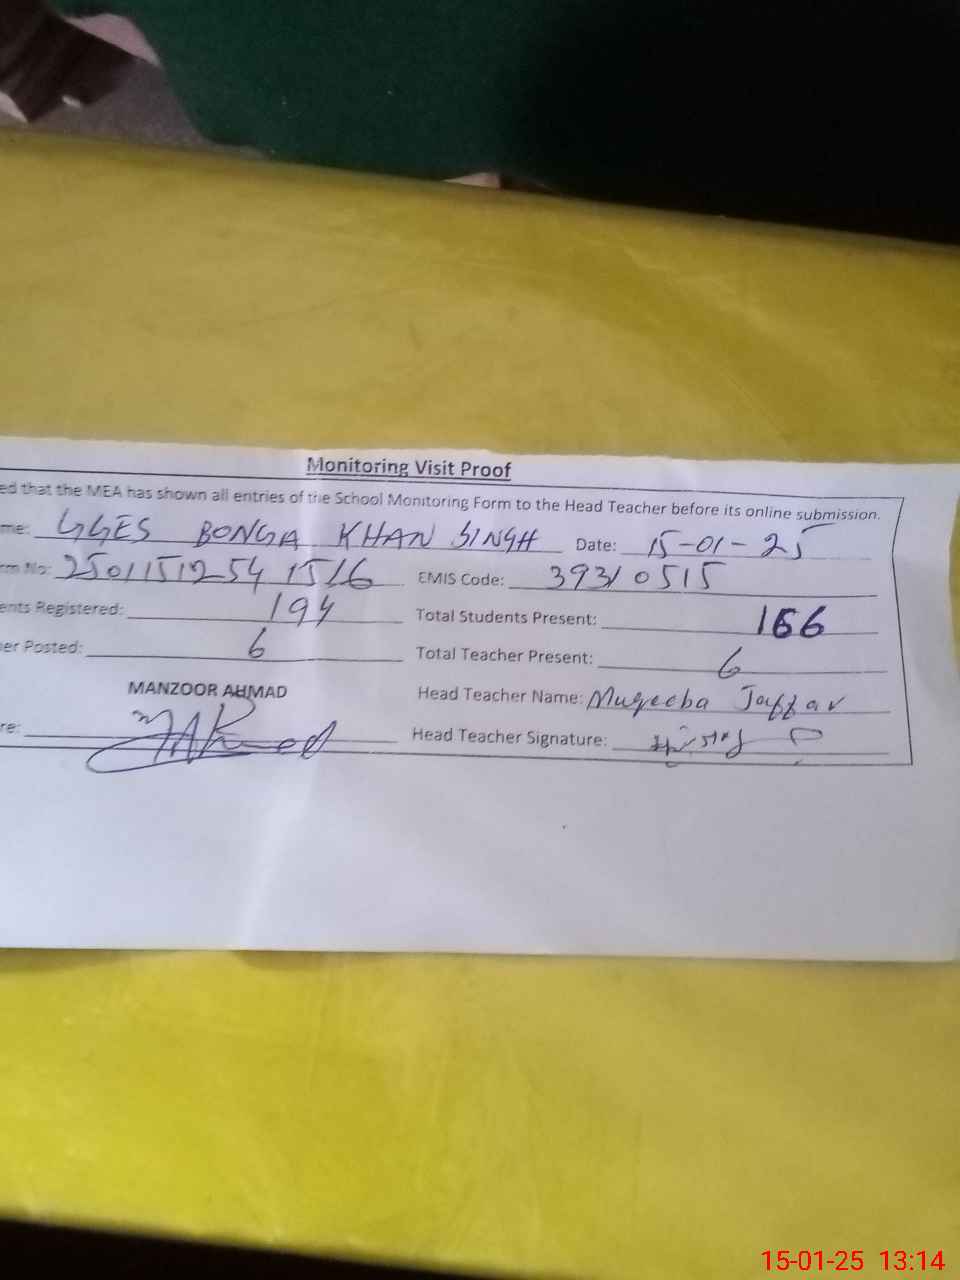 Monitoring Visit Proof
ed that the MEA has shown all entries of the School Monitoring Form to the Head Teacher before its online submission.
me: GGES BONGA KHAN SINGH Date: 15-01-25
rm No: 2501151254 1516 EMIS Code: 39310515
ents Registered: 194 Total Students Present: 166
er Posted: 6 Total Teacher Present: 6
MANZOOR AHMAD Head Teacher Name: Muqeeba Jaffar
re: Head Teacher Signature:
15-01-25 13:14